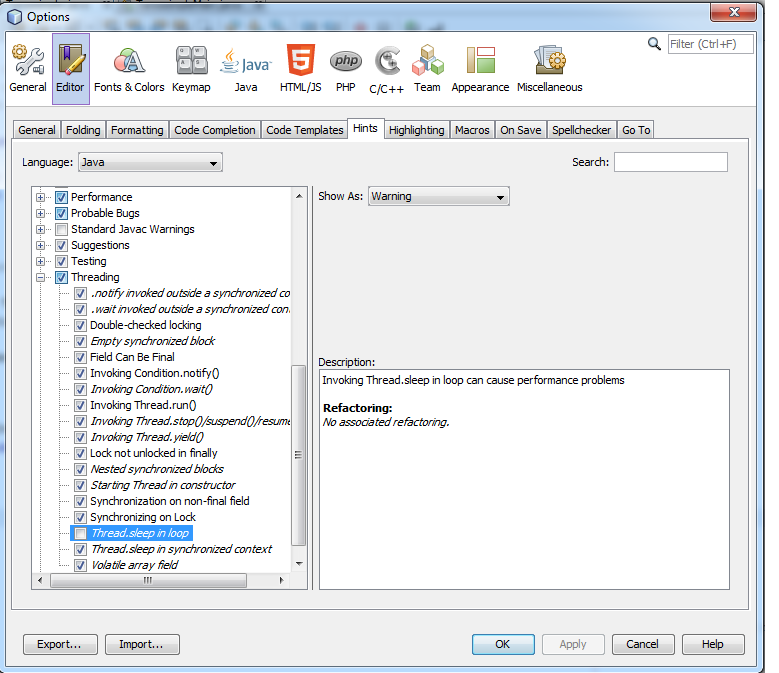 Options
Filter (Ctrl+F)
General
Editor
Fonts & Colors
Keymap
Java
HTML/JS
PHP
C/C++
Team
Appearance
Miscellaneous
General Folding Formatting Code Completion Code Templates Hints Highlighting Macros On Save Spellchecker Go To
Language: Java
Search:
Performance
Probable Bugs
Standard Javac Warnings
Suggestions
Testing
Threading
.notify invoked outside a synchronized co
.wait invoked outside a synchronized con
Double-checked locking
Empty synchronized block
Field Can Be Final
Invoking Condition.notify()
Invoking Condition.wait()
Invoking Thread.run()
Invoking Thread.stop()/suspend()/resume
Invoking Thread.yield()
Lock not unlocked in finally
Nested synchronized blocks
Starting Thread in constructor
Synchronization on non-final field
Synchronizing on Lock
Thread.sleep in loop
Thread.sleep in synchronized context
Volatile array field
Show As: Warning
Description:
Invoking Thread.sleep in loop can cause performance problems
Refactoring:
No associated refactoring.
Export... Import... OK Apply Cancel Help